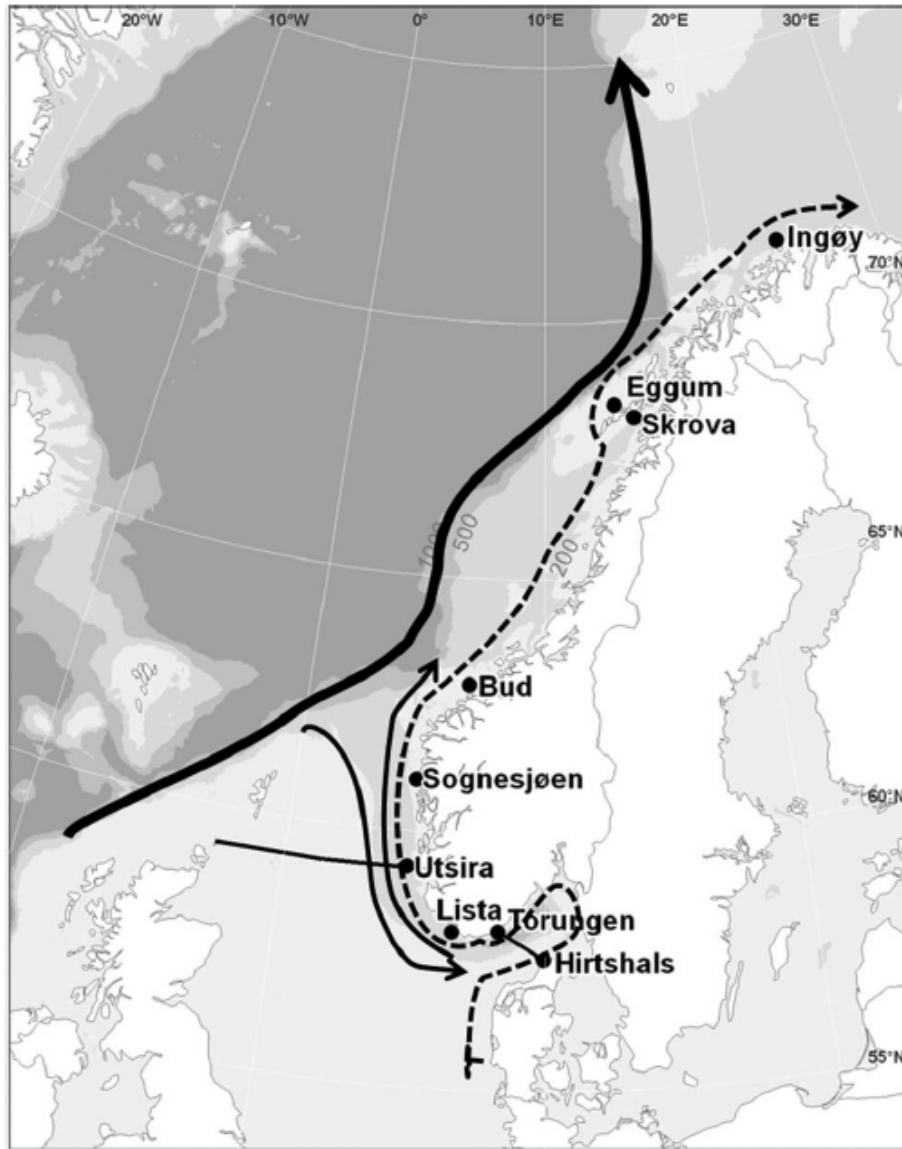 20°W
10°W
0°
10°E
20°E
30°E
Ingøy
70°N
Eggum
Skrova
1000
500
200
65°N
Bud
Sognesjøen
60°N
Utsira
Lista
Torungen
Hirtshals
55°N